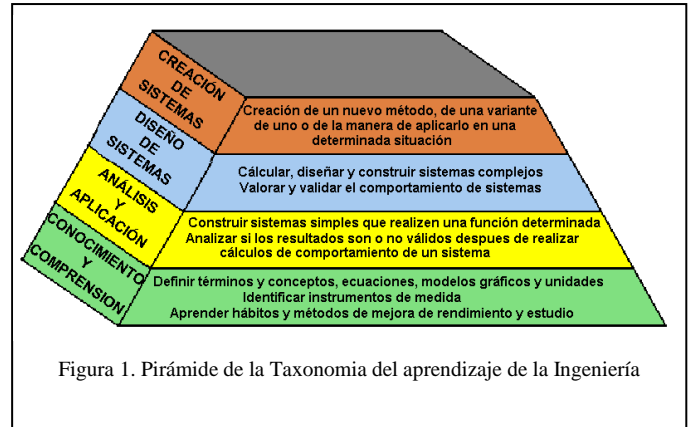 CREACIÓN
DE
SISTEMAS
Creación de un nuevo método, de una variante
de uno o de la manera de aplicarlo en una
determinada situación
DISEÑO
DE
SISTEMAS
Cálcular, diseñar y construir sistemas complejos
Valorar y validar el comportamiento de sistemas
ANÁLISIS
Y
APLICACIÓN
Construir sistemas simples que realizen una función determinada
Analizar si los resultados son o no válidos despues de realizar
cálculos de comportamiento de un sistema
CONOCIMIENTO
Y
COMPRENSION
Definir términos y conceptos, ecuaciones, modelos gráficos y unidades
Identificar instrumentos de medida
Aprender hábitos y métodos de mejora de rendimiento y estudio
Figura 1. Pirámide de la Taxonomia del aprendizaje de la Ingeniería